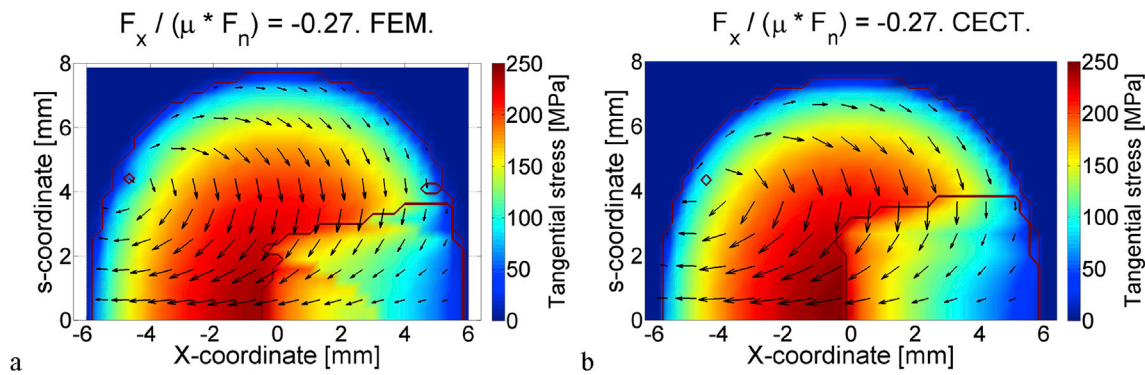 F_x / (μ * F_n) = -0.27. FEM.
8
6
4
2
0
s-coordinate [mm]
-6 -4 -2 0 2 4 6
X-coordinate [mm]
250
200
150
100
50
0
Tangential stress [MPa]
a
F_x / (μ * F_n) = -0.27. CECT.
8
6
4
2
0
s-coordinate [mm]
-6 -4 -2 0 2 4 6
X-coordinate [mm]
250
200
150
100
50
0
Tangential stress [MPa]
b